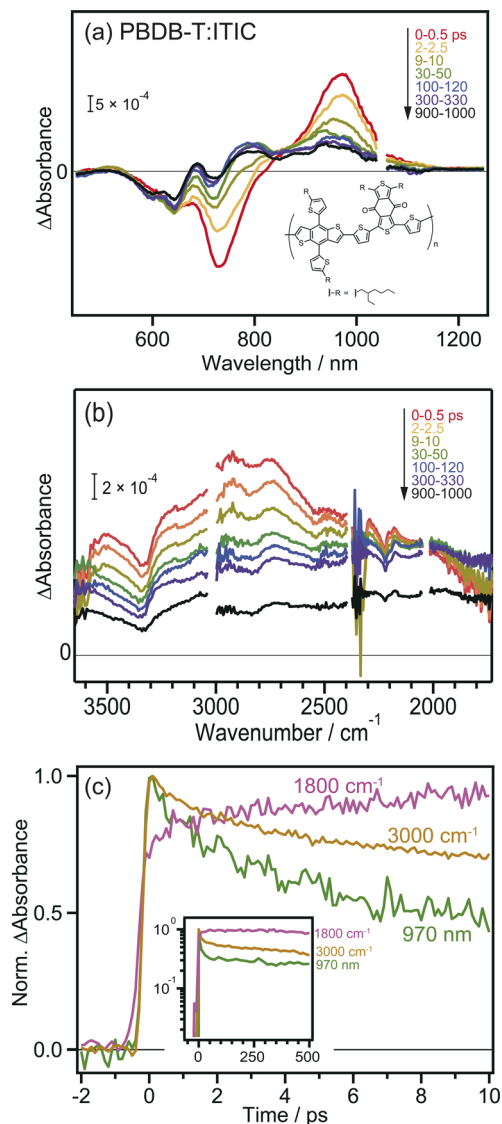 (a) PBDB-T:ITIC
0-0.5 ps
2-2.5
9-10
30-50
100-120
300-330
900-1000
5 × 10⁻⁴
0
ΔAbsorbance
R
R
R
R
O
O
S
S
S
S
S
S
S
n
R
I–R =
600
800
1000
1200
Wavelength / nm
(b)
0-0.5 ps
2-2.5
9-10
30-50
100-120
300-330
900-1000
2 × 10⁻⁴
ΔAbsorbance
0
3500
3000
2500
2000
Wavenumber / cm⁻¹
(c)
1.0
0.5
0.0
Norm. ΔAbsorbance
1800 cm⁻¹
3000 cm⁻¹
970 nm
10⁰
10⁻¹
1800 cm⁻¹
3000 cm⁻¹
970 nm
0
250
500
-2
0
2
4
6
8
10
Time / ps